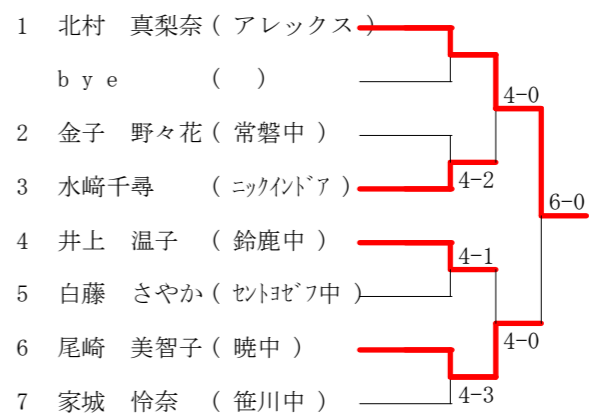 1 北村 真梨奈 ( アレックス )
bye ( )
4-0
2 金子 野々花 ( 常磐中 )
3 水﨑千尋 ( ニックインドア )
4-2
6-0
4 井上 温子 ( 鈴鹿中 )
4-1
5 白藤 さやか ( セントヨゼフ中 )
6 尾崎 美智子 ( 暁中 )
4-0
7 家城 怜奈 ( 笹川中 )
4-3